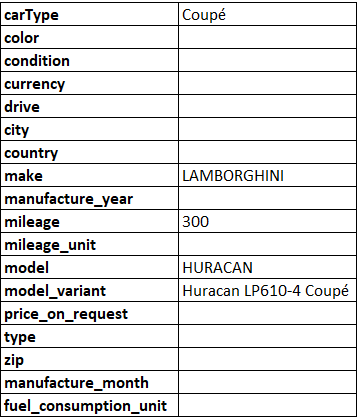 carType Coupé
color
condition
currency
drive
city
country
make LAMBORGHINI
manufacture_year
mileage 300
mileage_unit
model HURACAN
model_variant Huracan LP610-4 Coupé
price_on_request
type
zip
manufacture_month
fuel_consumption_unit